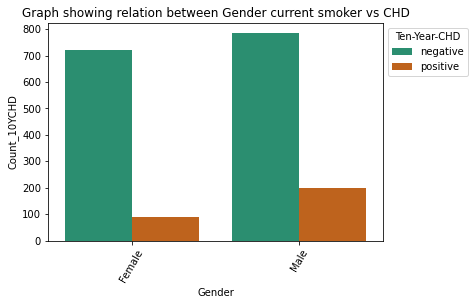 Graph showing relation between Gender current smoker vs CHD
800
700
600
500
400
300
200
100
0
Count_10YCHD
Female
Male
Gender
Ten-Year-CHD
negative
positive